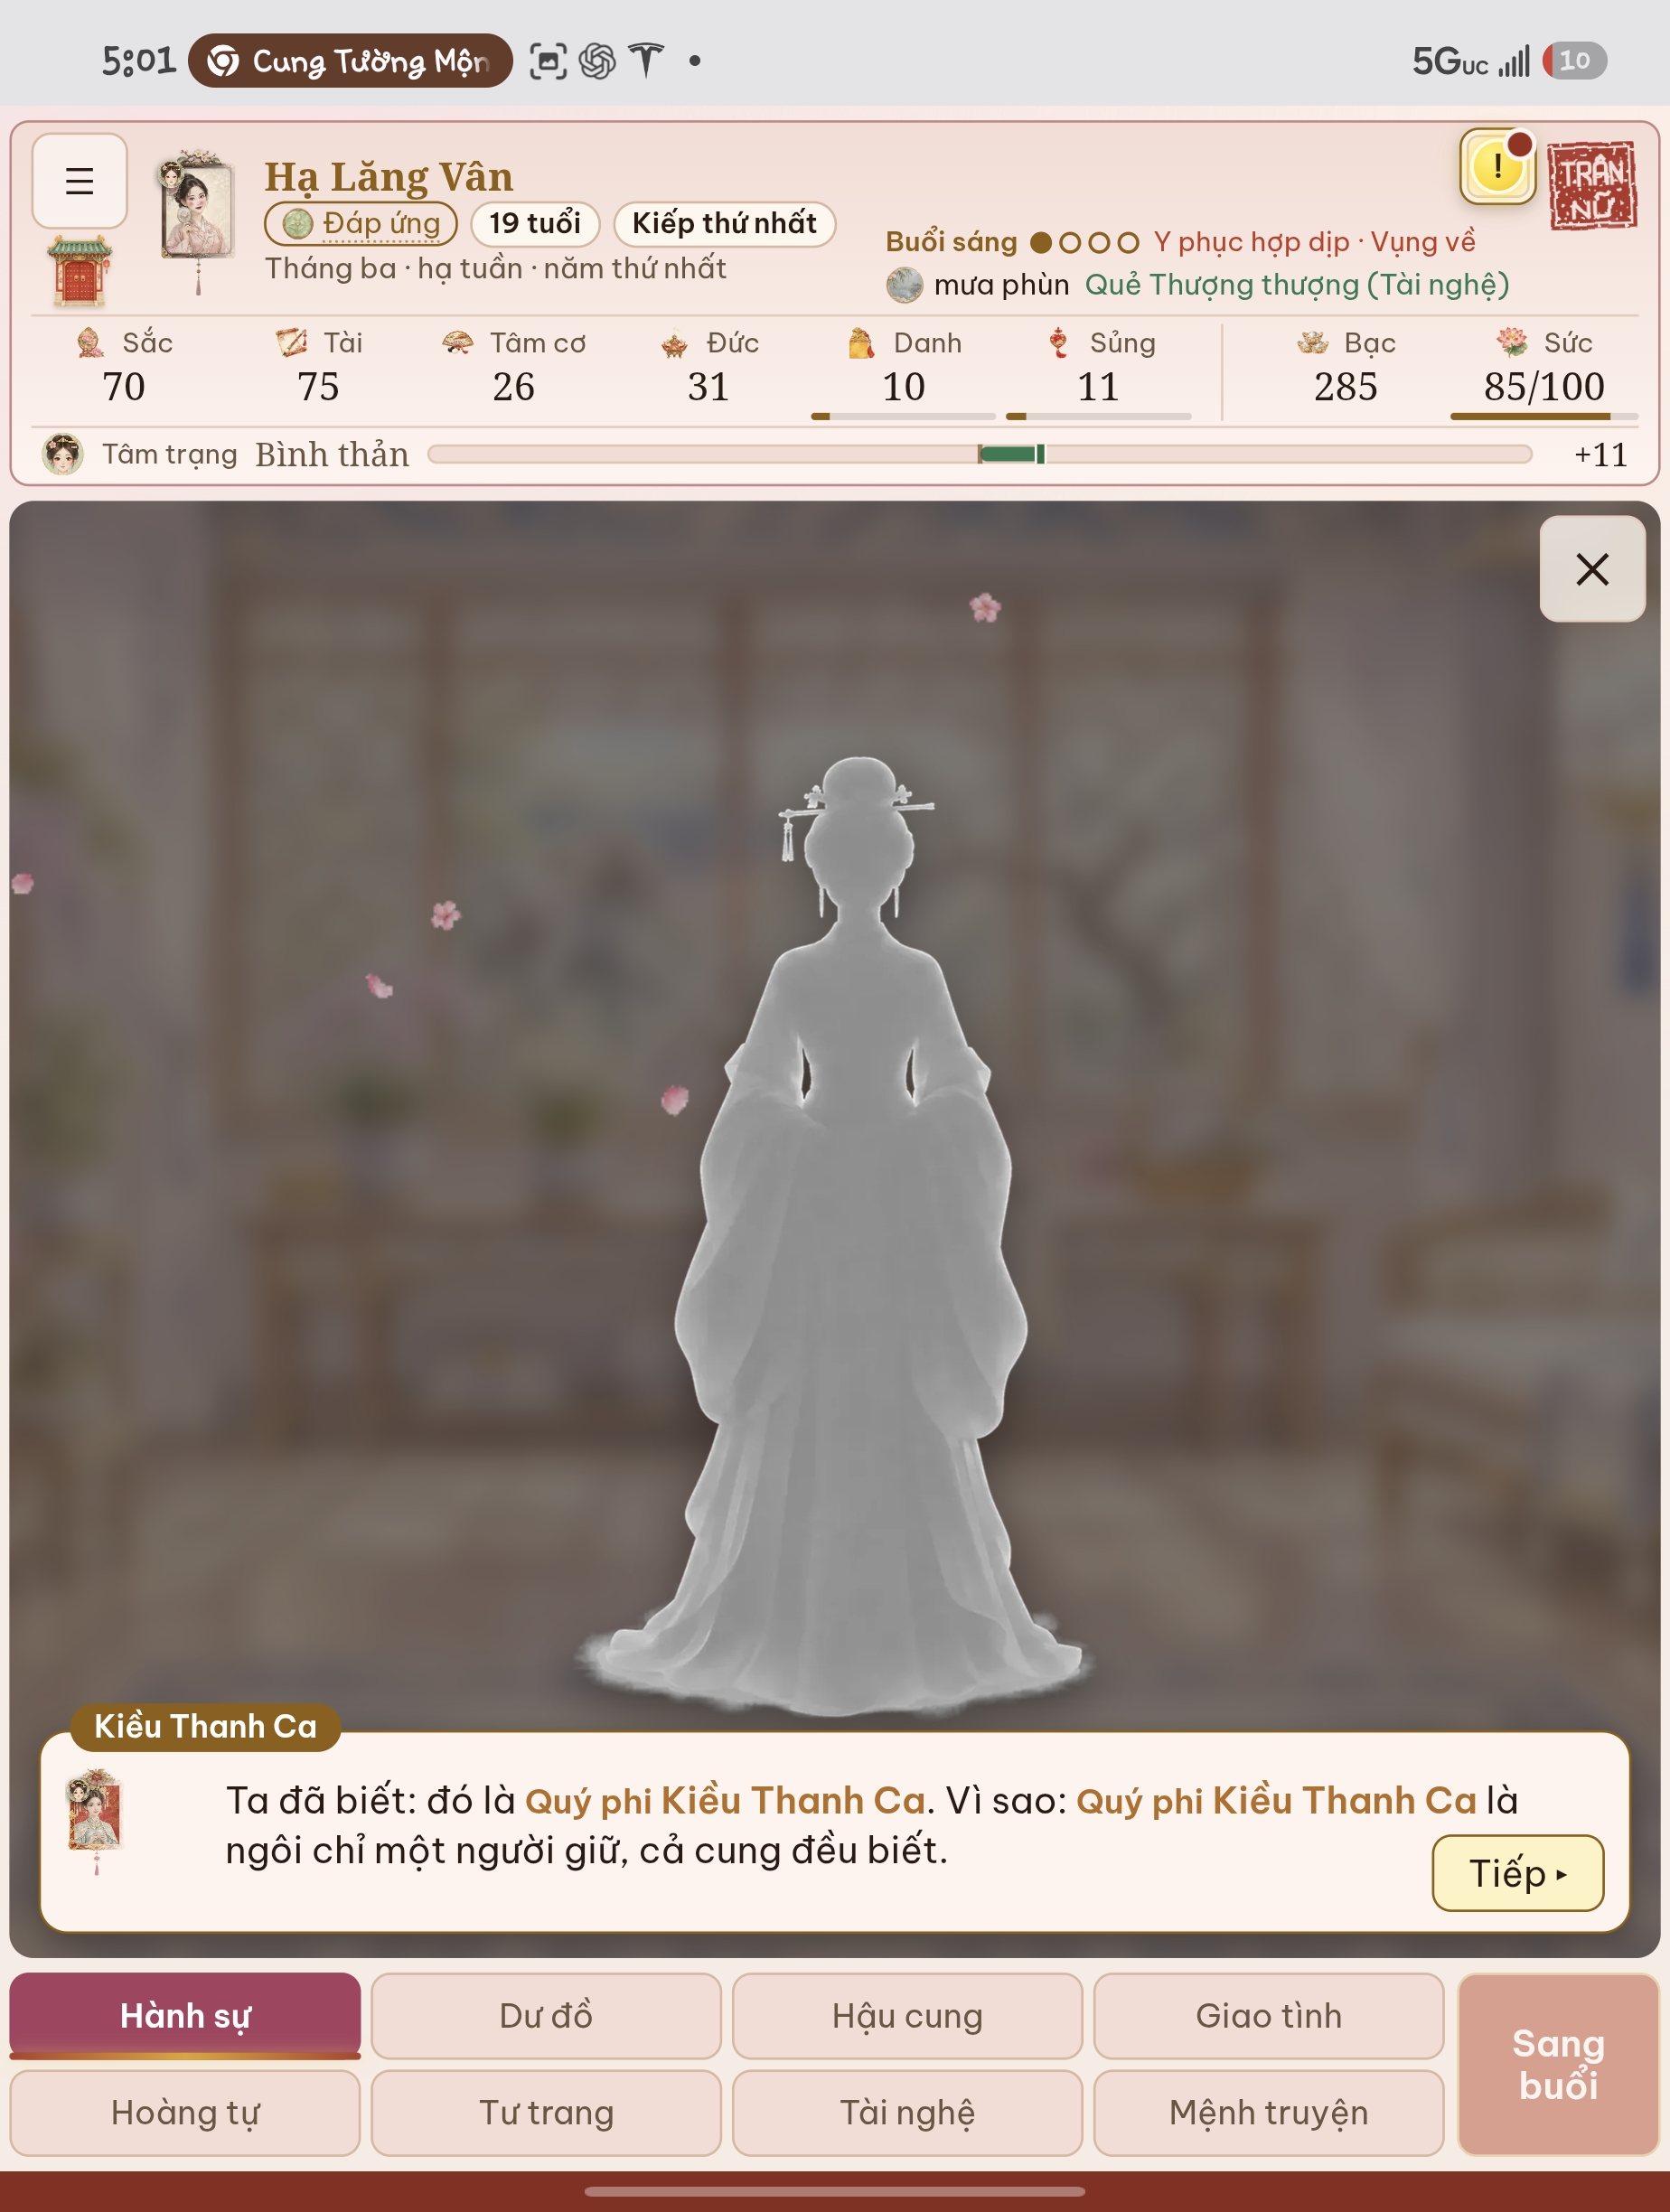 5:01 Cung Tường Môn 5G UC 10
Hạ Lăng Vân
Đáp ứng 19 tuổi Kiếp thứ nhất
Tháng ba · hạ tuần · năm thứ nhất
!
TRÂN
NỮ
Buổi sáng Y phục hợp dịp · Vụng về
mưa phùn Quẻ Thượng thượng (Tài nghệ)
Sắc Tài Tâm cơ Đức Danh Sủng Bạc Sức
70 75 26 31 10 11 285 85/100
Tâm trạng Bình thản +11
Kiều Thanh Ca
Ta đã biết: đó là Quý phi Kiều Thanh Ca. Vì sao: Quý phi Kiều Thanh Ca là
ngôi chỉ một người giữ, cả cung đều biết.
Tiếp ▸
Hành sự Dư đồ Hậu cung Giao tình
Hoàng tự Tư trang Tài nghệ Mệnh truyện
Sang
buổi